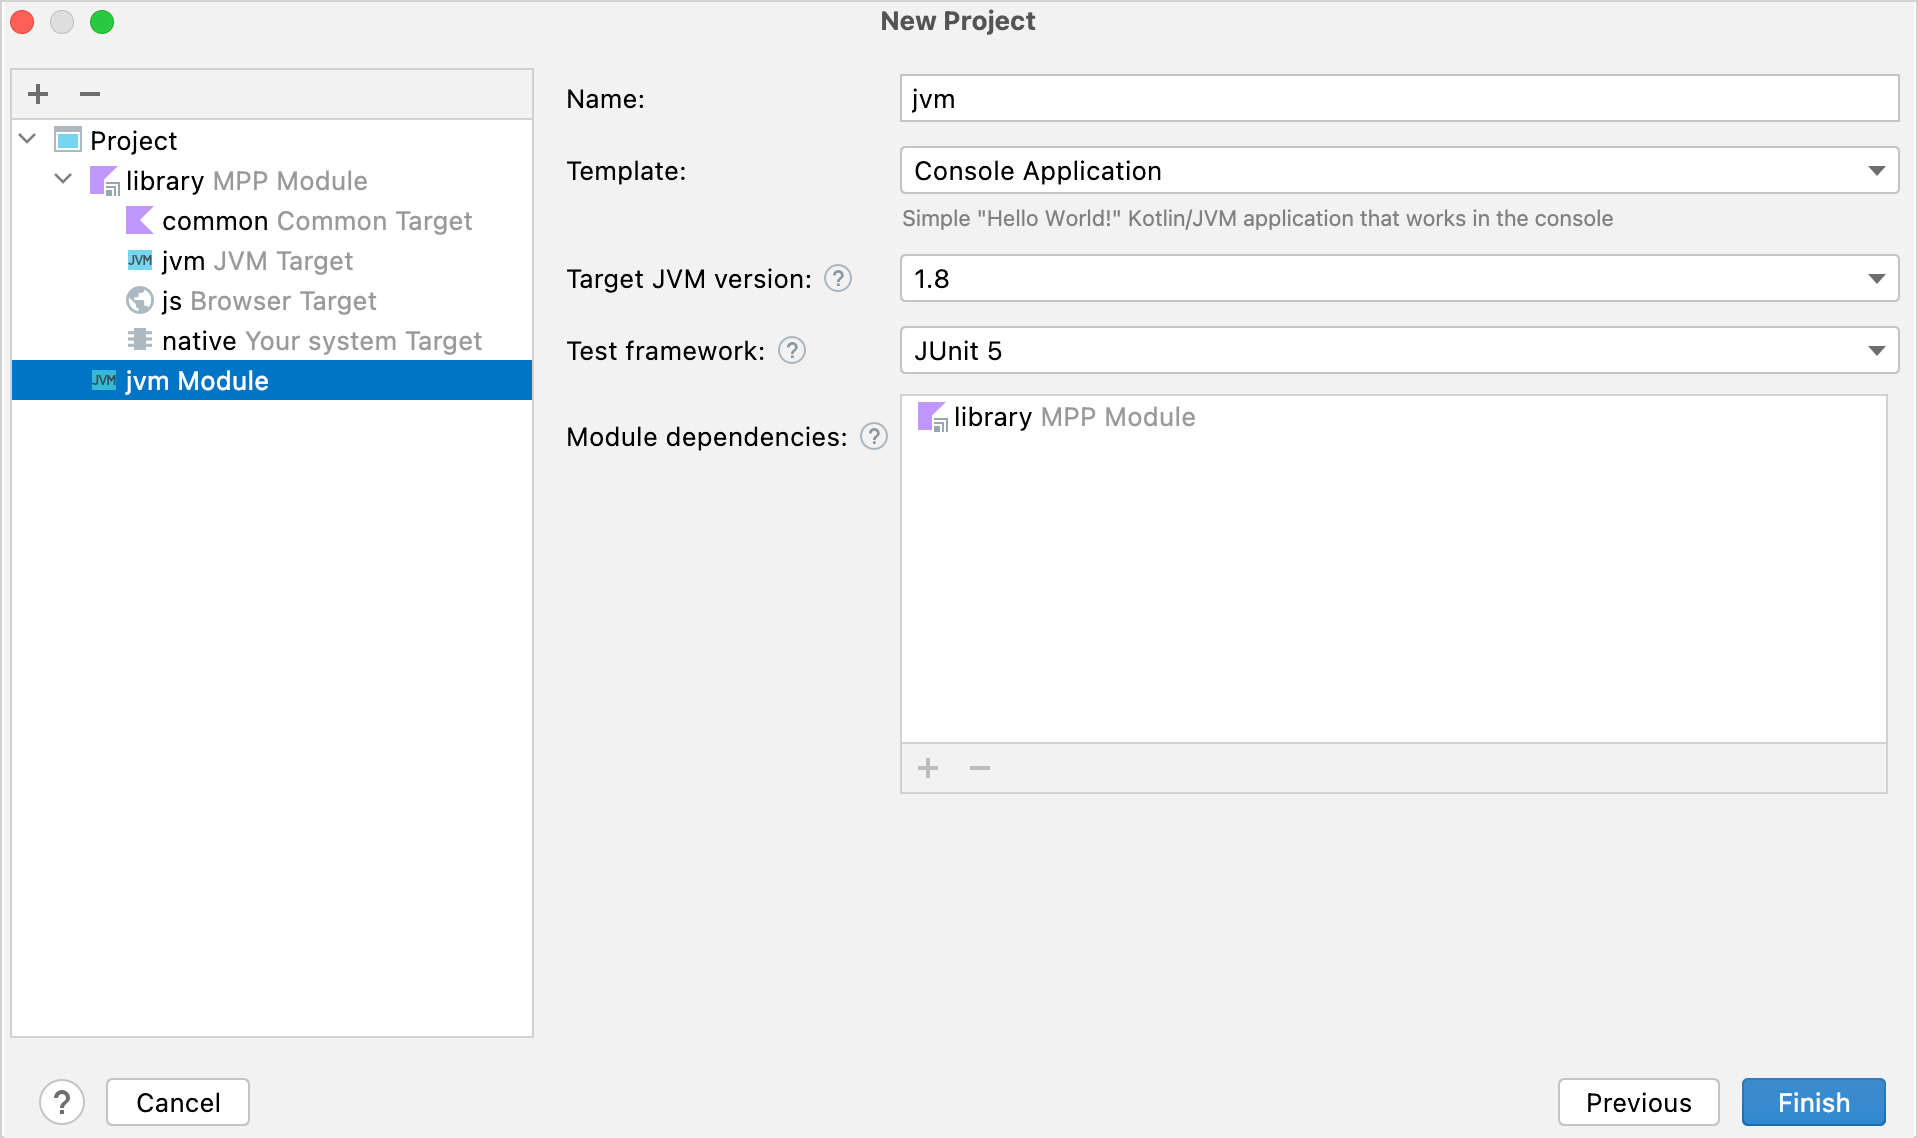 New Project
Project
library MPP Module
common Common Target
JVM jvm JVM Target
js Browser Target
native Your system Target
JVM jvm Module
Name: jvm
Template: Console Application
Simple "Hello World!" Kotlin/JVM application that works in the console
Target JVM version: ? 1.8
Test framework: ? JUnit 5
Module dependencies: ? library MPP Module
? Cancel Previous Finish